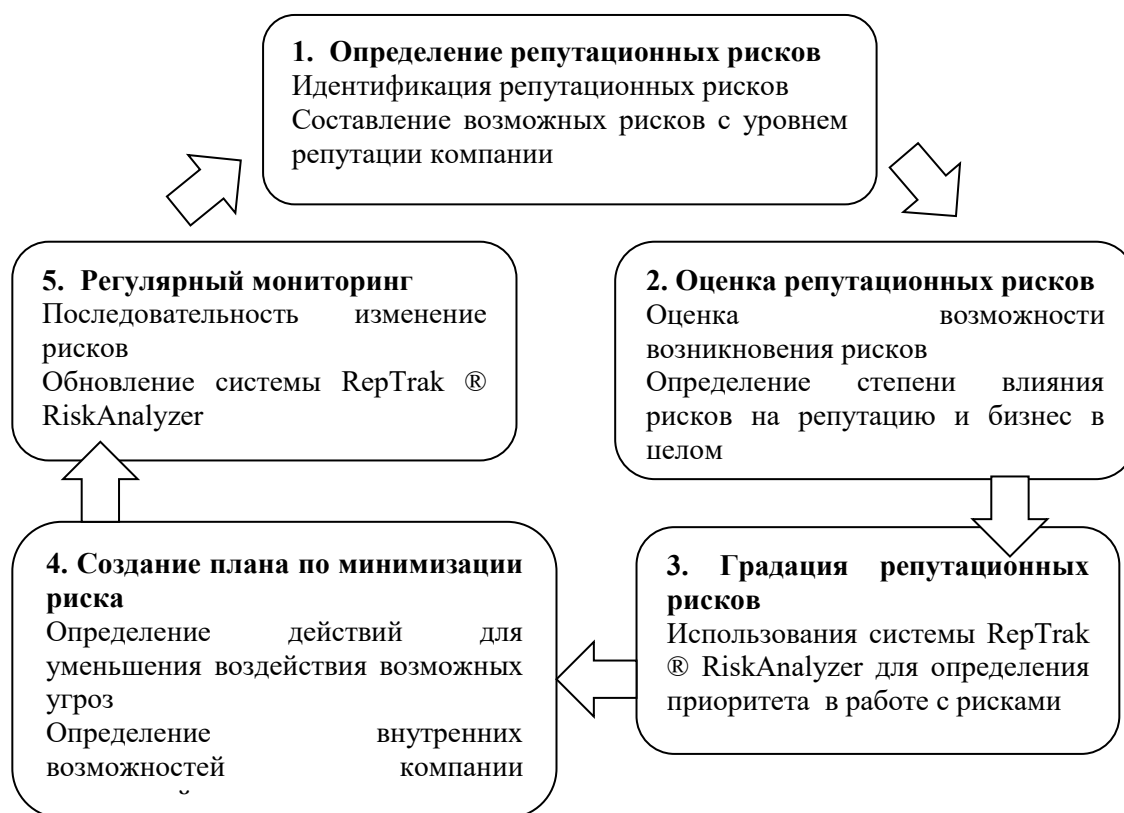 1. Определение репутационных рисков
Идентификация репутационных рисков
Составление возможных рисков с уровнем
репутации компании
2. Оценка репутационных рисков
Оценка возможности
возникновения рисков
Определение степени влияния
рисков на репутацию и бизнес в
целом
3. Градация репутационных
рисков
Использования системы RepTrak
® RiskAnalyzer для определения
приоритета в работе с рисками
4. Создание плана по минимизации
риска
Определение действий для
уменьшения воздействия возможных
угроз
Определение внутренних
возможностей компании
5. Регулярный мониторинг
Последовательность изменение
рисков
Обновление системы RepTrak ®
RiskAnalyzer